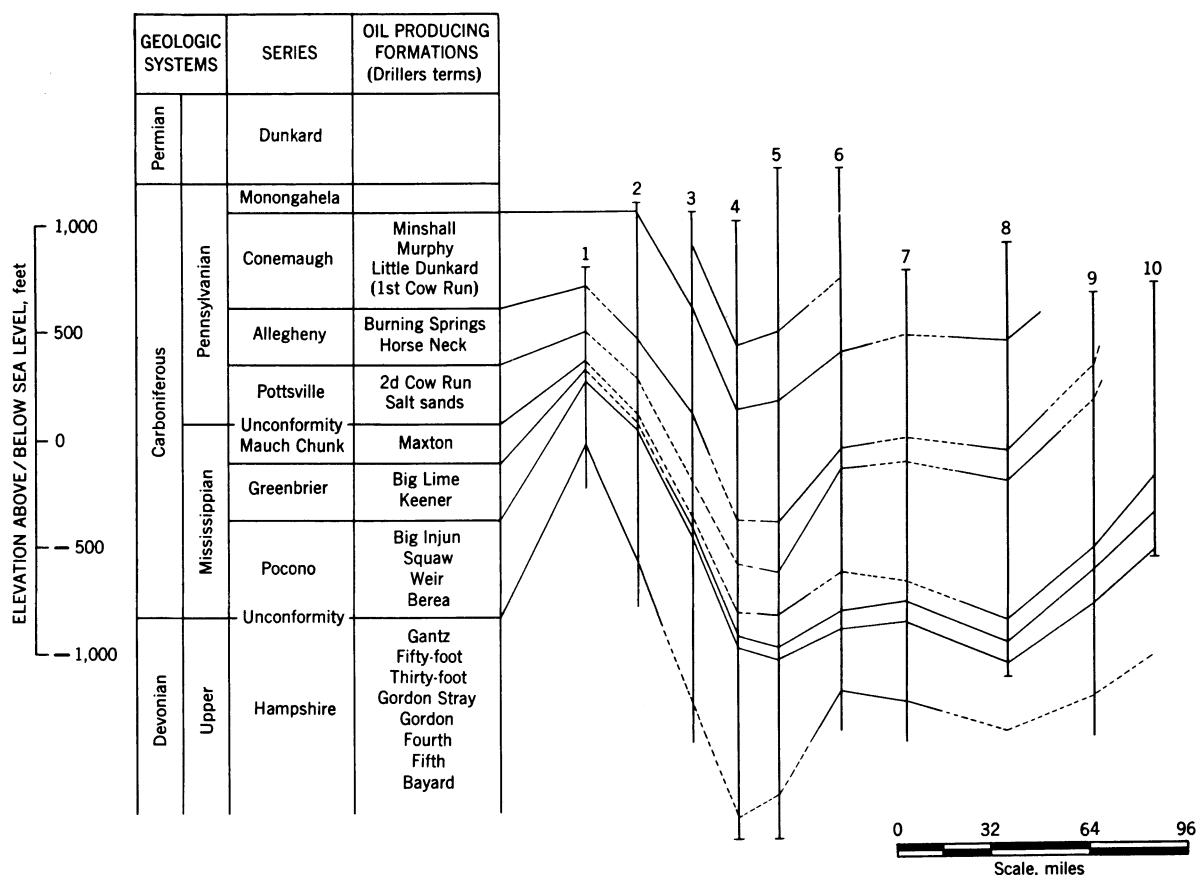 GEOLOGIC
SYSTEMS
SERIES
OIL PRODUCING
FORMATIONS
(Drillers terms)
Permian
Dunkard
Carboniferous
Pennsylvanian
Monongahela
Conemaugh
Minshall
Murphy
Little Dunkard
(1st Cow Run)
Allegheny
Burning Springs
Horse Neck
Pottsville
2d Cow Run
Salt sands
Unconformity
Mississippian
Mauch Chunk
Maxton
Greenbrier
Big Lime
Keener
Pocono
Big Injun
Squaw
Weir
Berea
Unconformity
Devonian
Upper
Hampshire
Gantz
Fifty-foot
Thirty-foot
Gordon Stray
Gordon
Fourth
Fifth
Bayard
ELEVATION ABOVE/BELOW SEA LEVEL, feet
1,000
500
0
–500
–1,000
1
2
3
4
5
6
7
8
9
10
0 32 64 96
Scale, miles